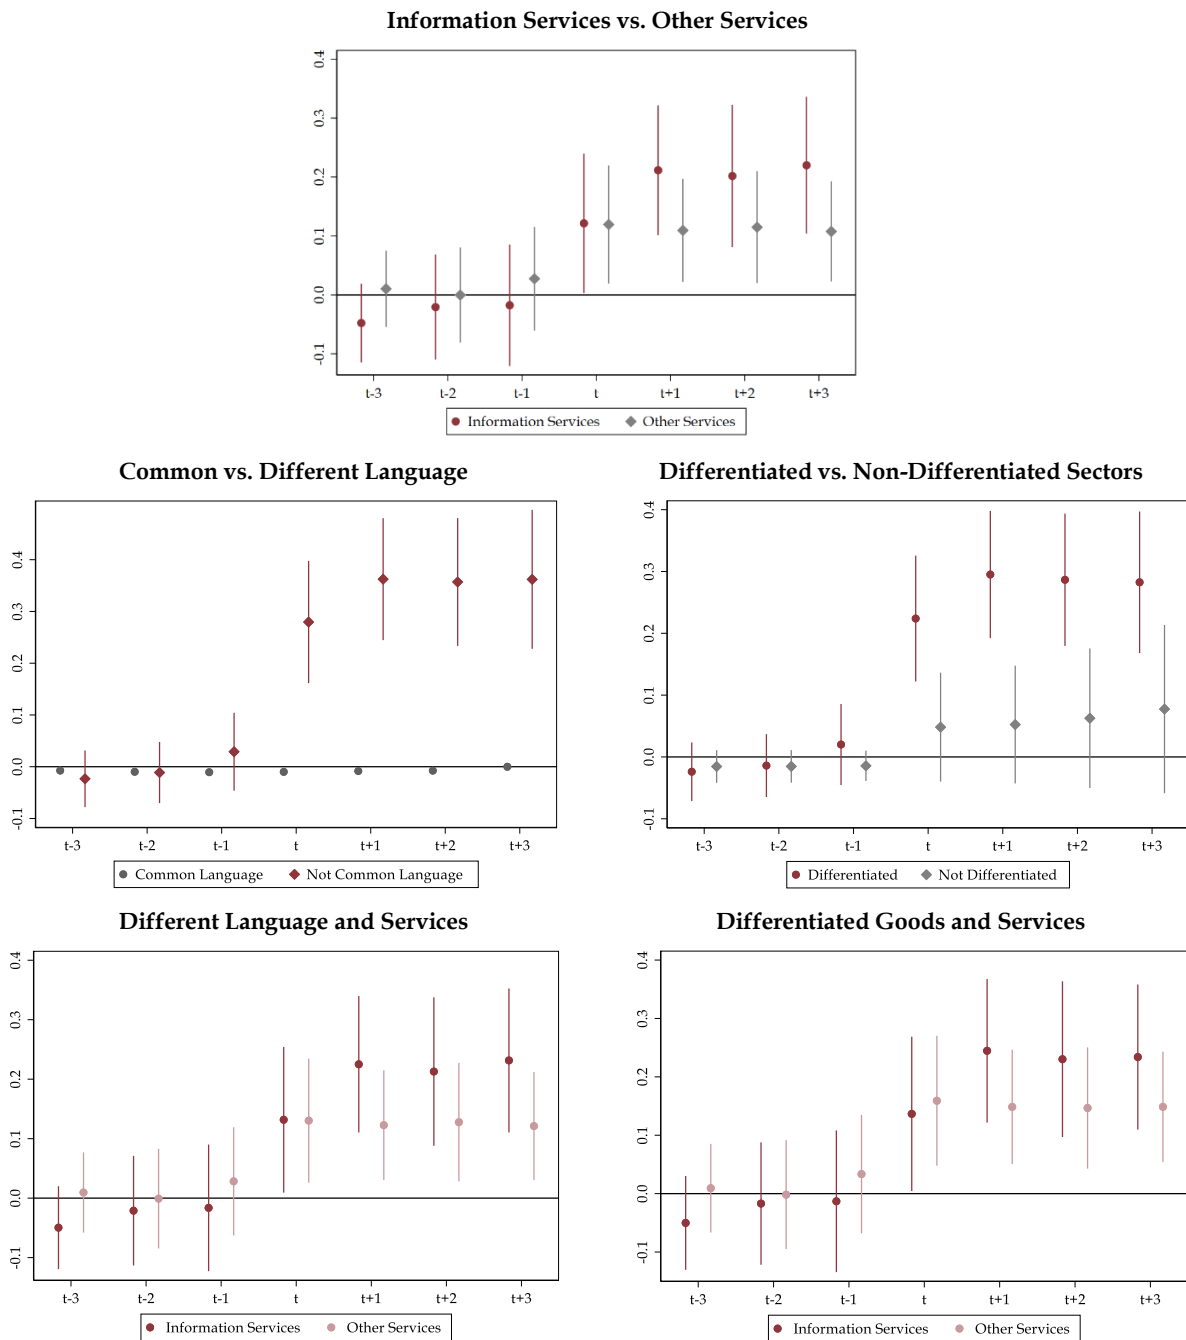 Information Services vs. Other Services
0.4
0.3
0.2
0.1
0.0
-0.1
t-3 t-2 t-1 t t+1 t+2 t+3
Information Services Other Services
Common vs. Different Language
0.4
0.3
0.2
0.1
0.0
-0.1
t-3 t-2 t-1 t t+1 t+2 t+3
Common Language Not Common Language
Differentiated vs. Non-Differentiated Sectors
0.4
0.3
0.2
0.1
0.0
-0.1
t-3 t-2 t-1 t t+1 t+2 t+3
Differentiated Not Differentiated
Different Language and Services
0.4
0.3
0.2
0.1
0.0
-0.1
t-3 t-2 t-1 t t+1 t+2 t+3
Information Services Other Services
Differentiated Goods and Services
0.4
0.3
0.2
0.1
0.0
-0.1
t-3 t-2 t-1 t t+1 t+2 t+3
Information Services Other Services